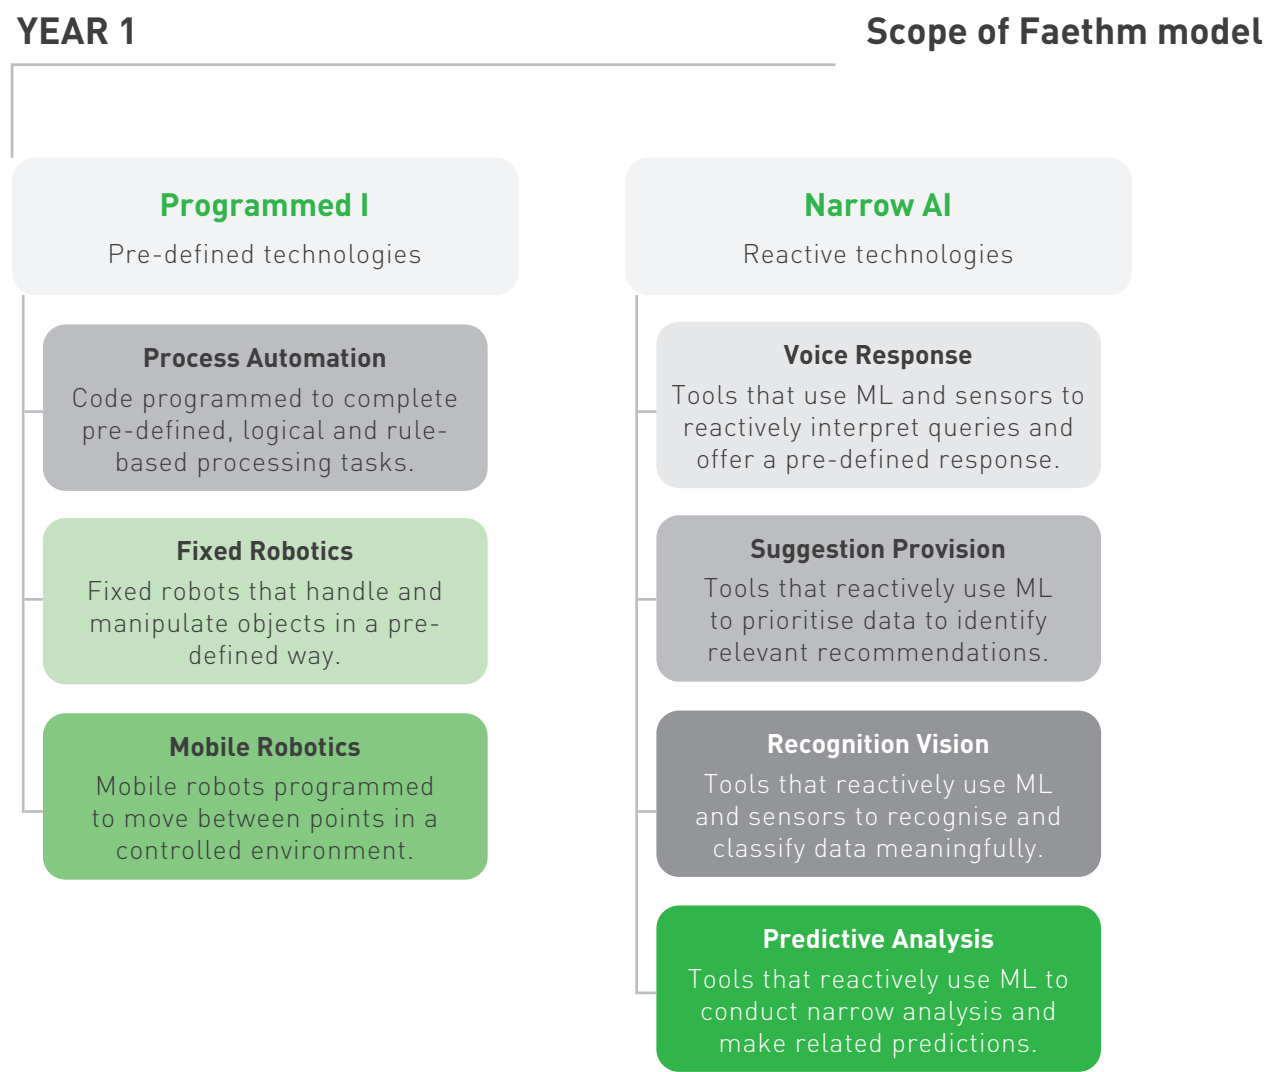 YEAR 1
Scope of Faethm model
Programmed I
Pre-defined technologies
Process Automation
Code programmed to complete
pre-defined, logical and rule-
based processing tasks.
Fixed Robotics
Fixed robots that handle and
manipulate objects in a pre-
defined way.
Mobile Robotics
Mobile robots programmed
to move between points in a
controlled environment.
Narrow AI
Reactive technologies
Voice Response
Tools that use ML and sensors to
reactively interpret queries and
offer a pre-defined response.
Suggestion Provision
Tools that reactively use ML
to prioritise data to identify
relevant recommendations.
Recognition Vision
Tools that reactively use ML
and sensors to recognise and
classify data meaningfully.
Predictive Analysis
Tools that reactively use ML to
conduct narrow analysis and
make related predictions.